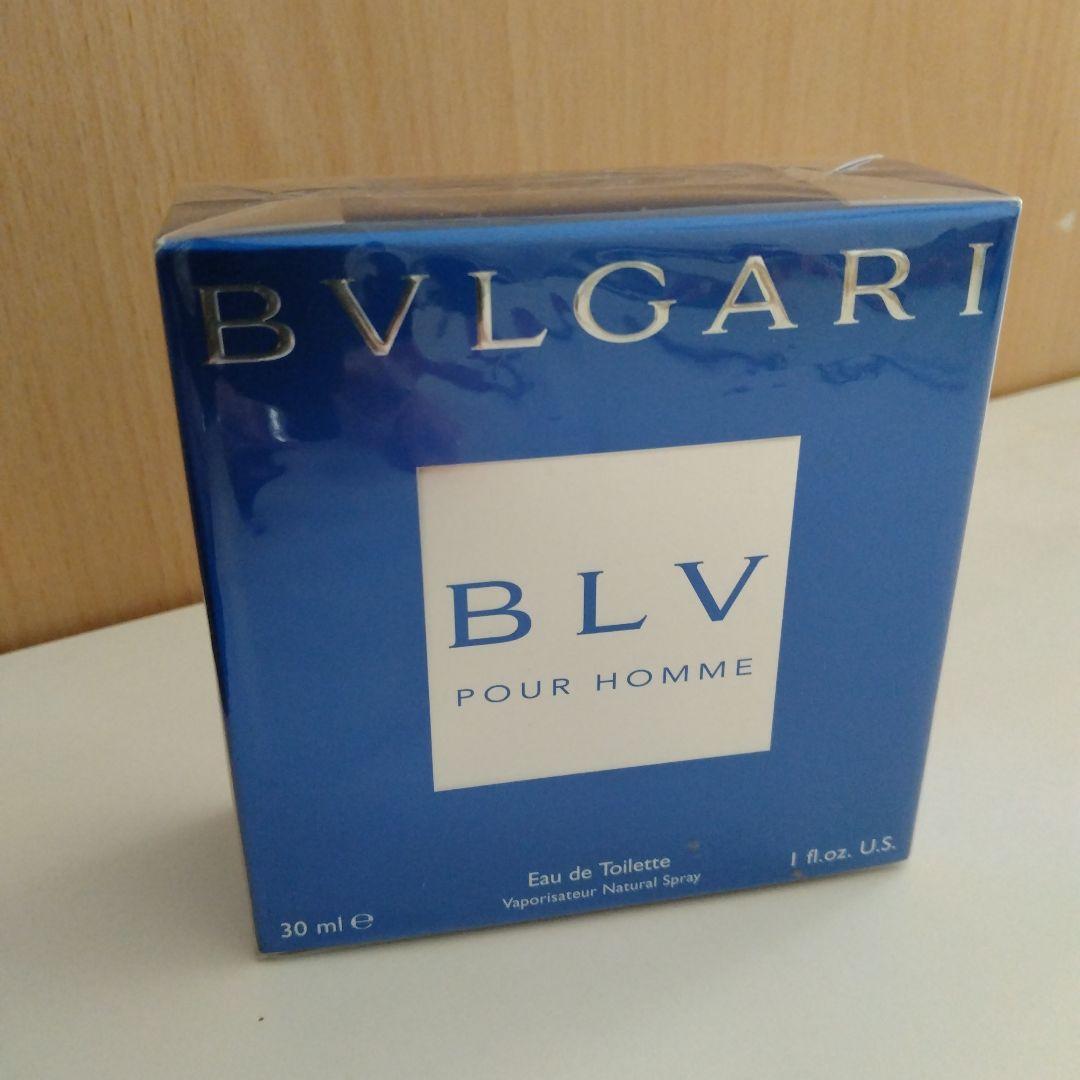 BVLGARI
BLV
POUR HOMME
Eau de Toilette
Vaporisateur Natural Spray
30 ml ℮
1 fl.oz. U.S.